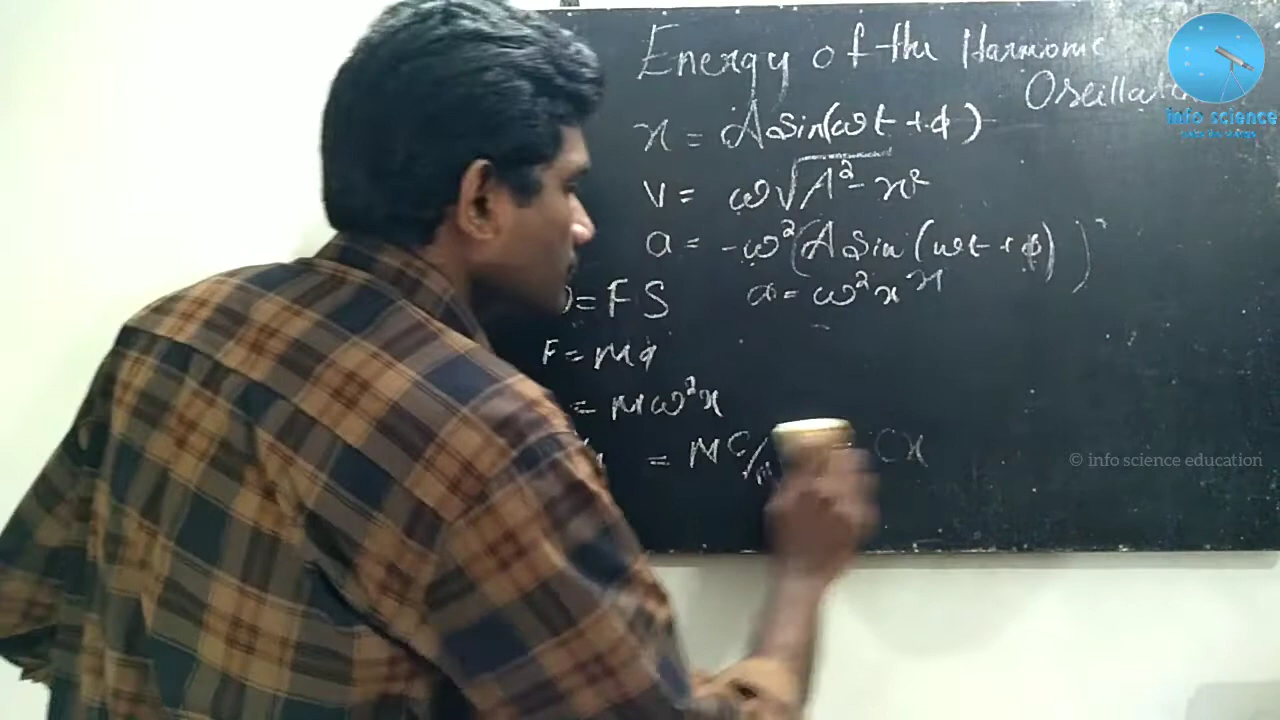 Energy of the Harmonic
Oscillat
x = A sin(ωt + φ)
V = ω√A² - x²
a = -ω²(A sin(ωt + φ))
=FS
a = ω²x x
F = ma
= mω²x
= M C/m
Cx
info science
© info science education